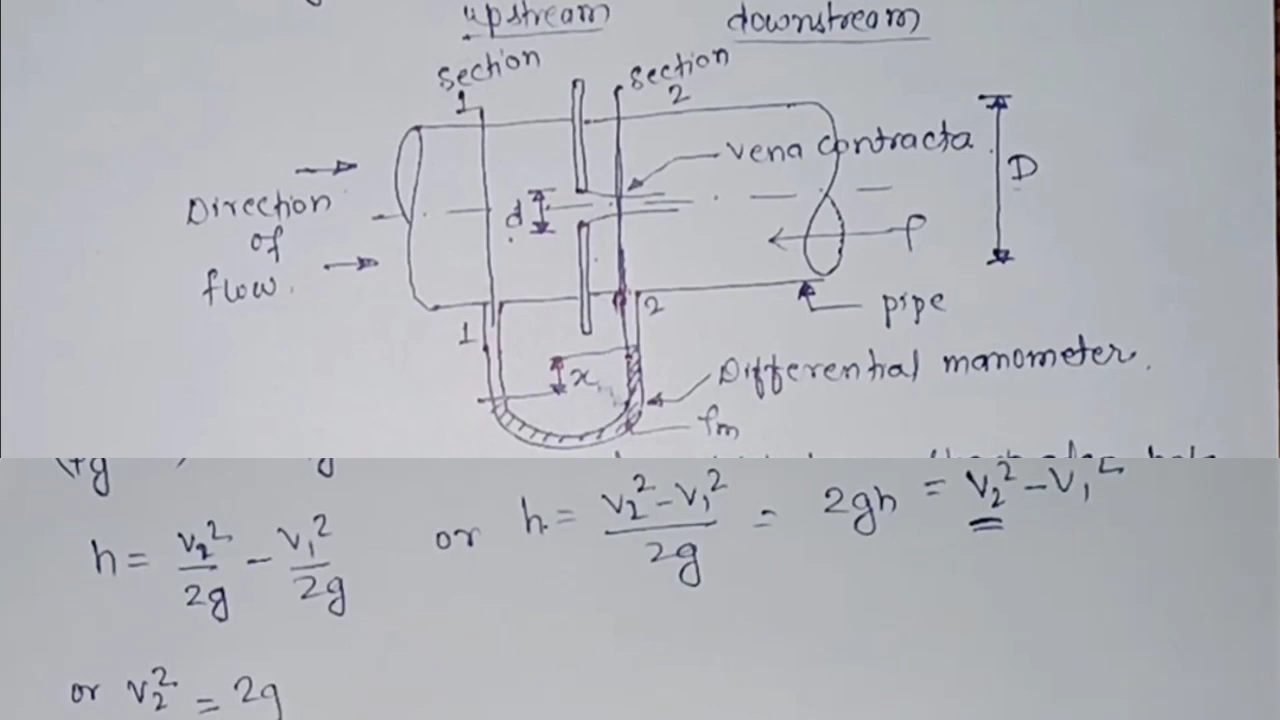 upstream downstream
Section 1
Section 2
vena contracta
D
Direction of flow.
d
ρ
1
2
pipe
x
Differential manometer.
ρm
h = v₂²/2g - v₁²/2g or h = v₂² - v₁²/2g = 2gh = v₂² - v₁²
or v₂² = 2g